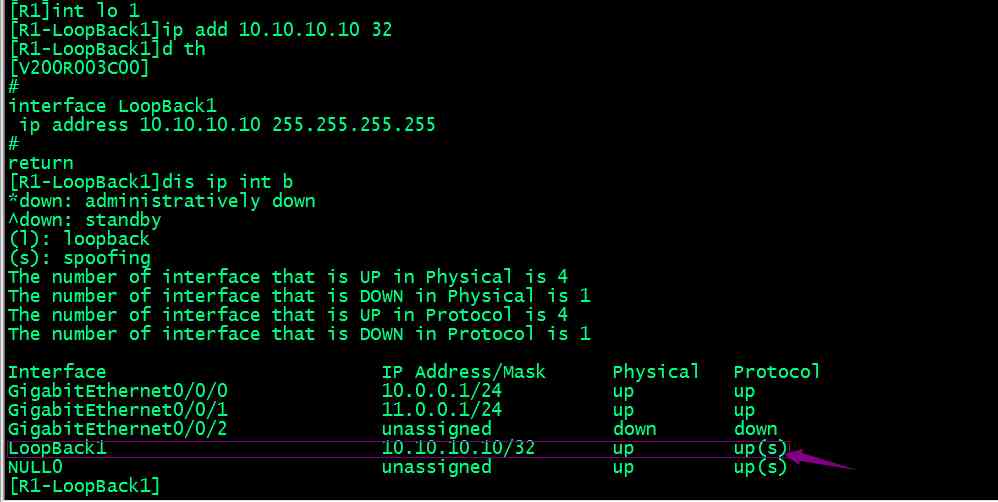 [R1]int lo 1
[R1-LoopBack1]ip add 10.10.10.10 32
[R1-LoopBack1]d th
[V200R003C00]
#
interface LoopBack1
 ip address 10.10.10.10 255.255.255.255
#
return
[R1-LoopBack1]dis ip int b
*down: administratively down
^down: standby
(l): loopback
(s): spoofing
The number of interface that is UP in Physical is 4
The number of interface that is DOWN in Physical is 1
The number of interface that is UP in Protocol is 4
The number of interface that is DOWN in Protocol is 1
Interface IP Address/Mask Physical Protocol
GigabitEthernet0/0/0 10.0.0.1/24 up up
GigabitEthernet0/0/1 11.0.0.1/24 up up
GigabitEthernet0/0/2 unassigned down down
LoopBack1 10.10.10.10/32 up up(s)
NULL0 unassigned up up(s)
[R1-LoopBack1]